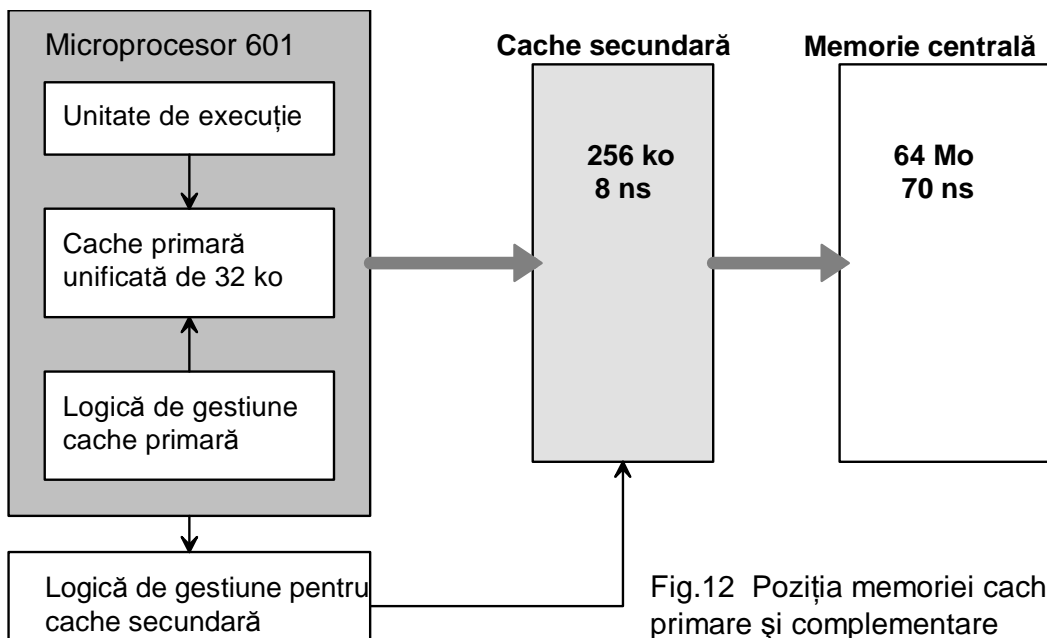 Microprocesor 601
Unitate de execuție
Cache primară
unificată de 32 ko
Logică de gestiune
cache primară
Logică de gestiune pentru
cache secundară
Cache secundară
256 ko
8 ns
Memorie centrală
64 Mo
70 ns
Fig.12 Poziția memoriei cach
primare şi complementare